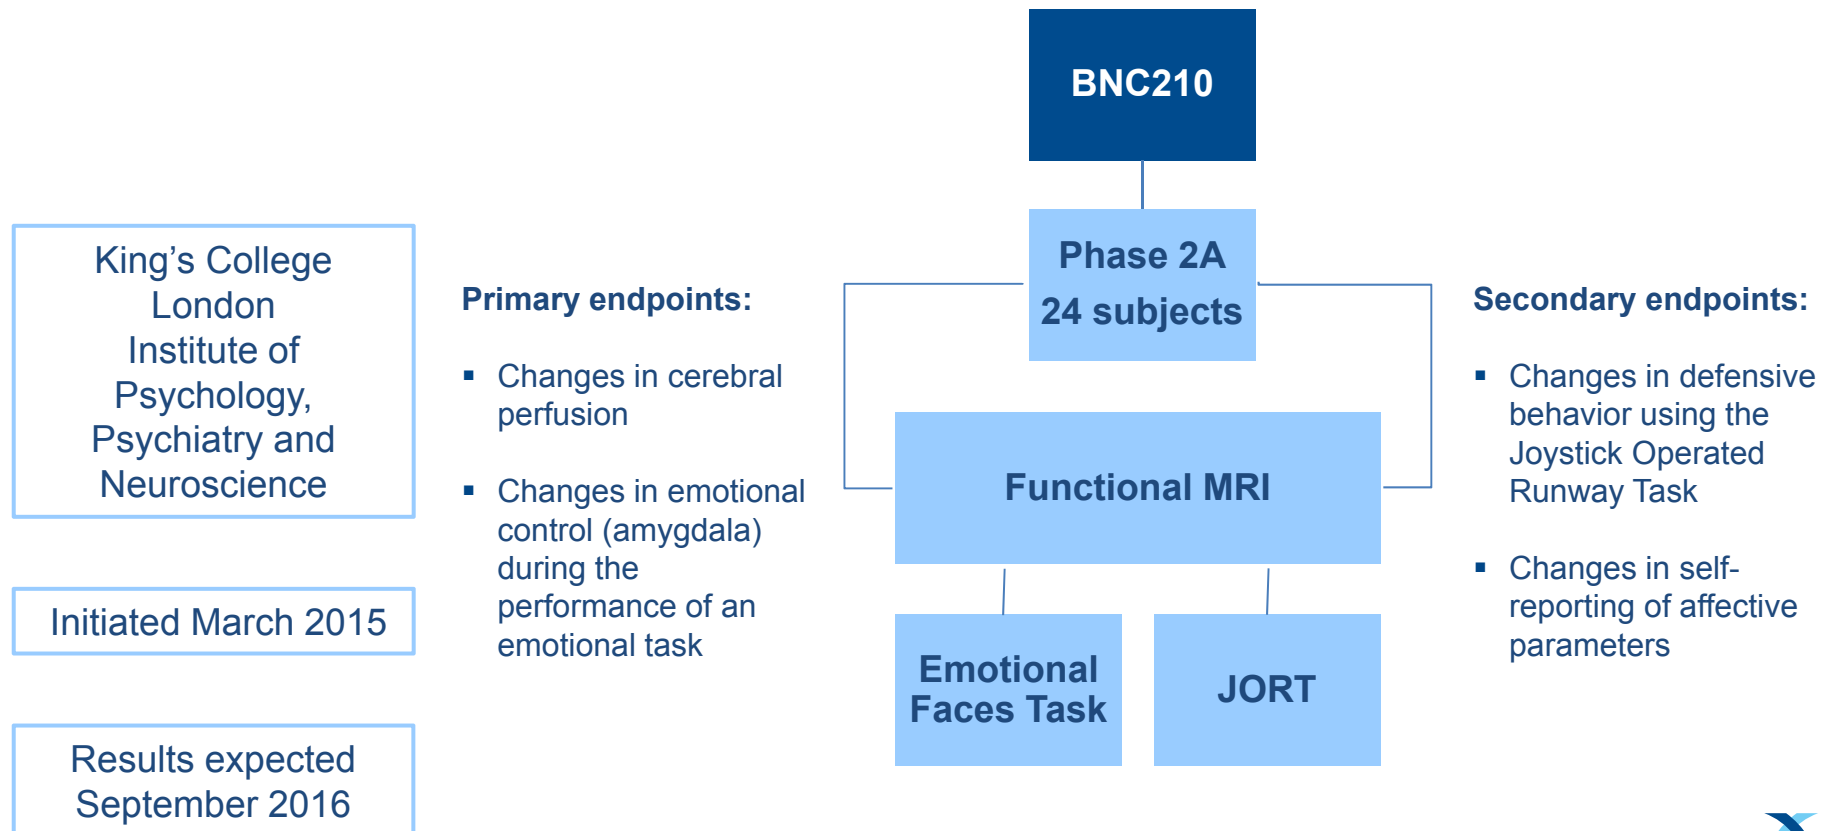 BNC210
King’s College
London
Institute of
Psychology,
Psychiatry and
Neuroscience
Initiated March 2015
Results expected
September 2016
Primary endpoints:
▪ Changes in cerebral
perfusion
▪ Changes in emotional
control (amygdala)
during the
performance of an
emotional task
Phase 2A
24 subjects
Functional MRI
Emotional
Faces Task
JORT
Secondary endpoints:
▪ Changes in defensive
behavior using the
Joystick Operated
Runway Task
▪ Changes in self-
reporting of affective
parameters